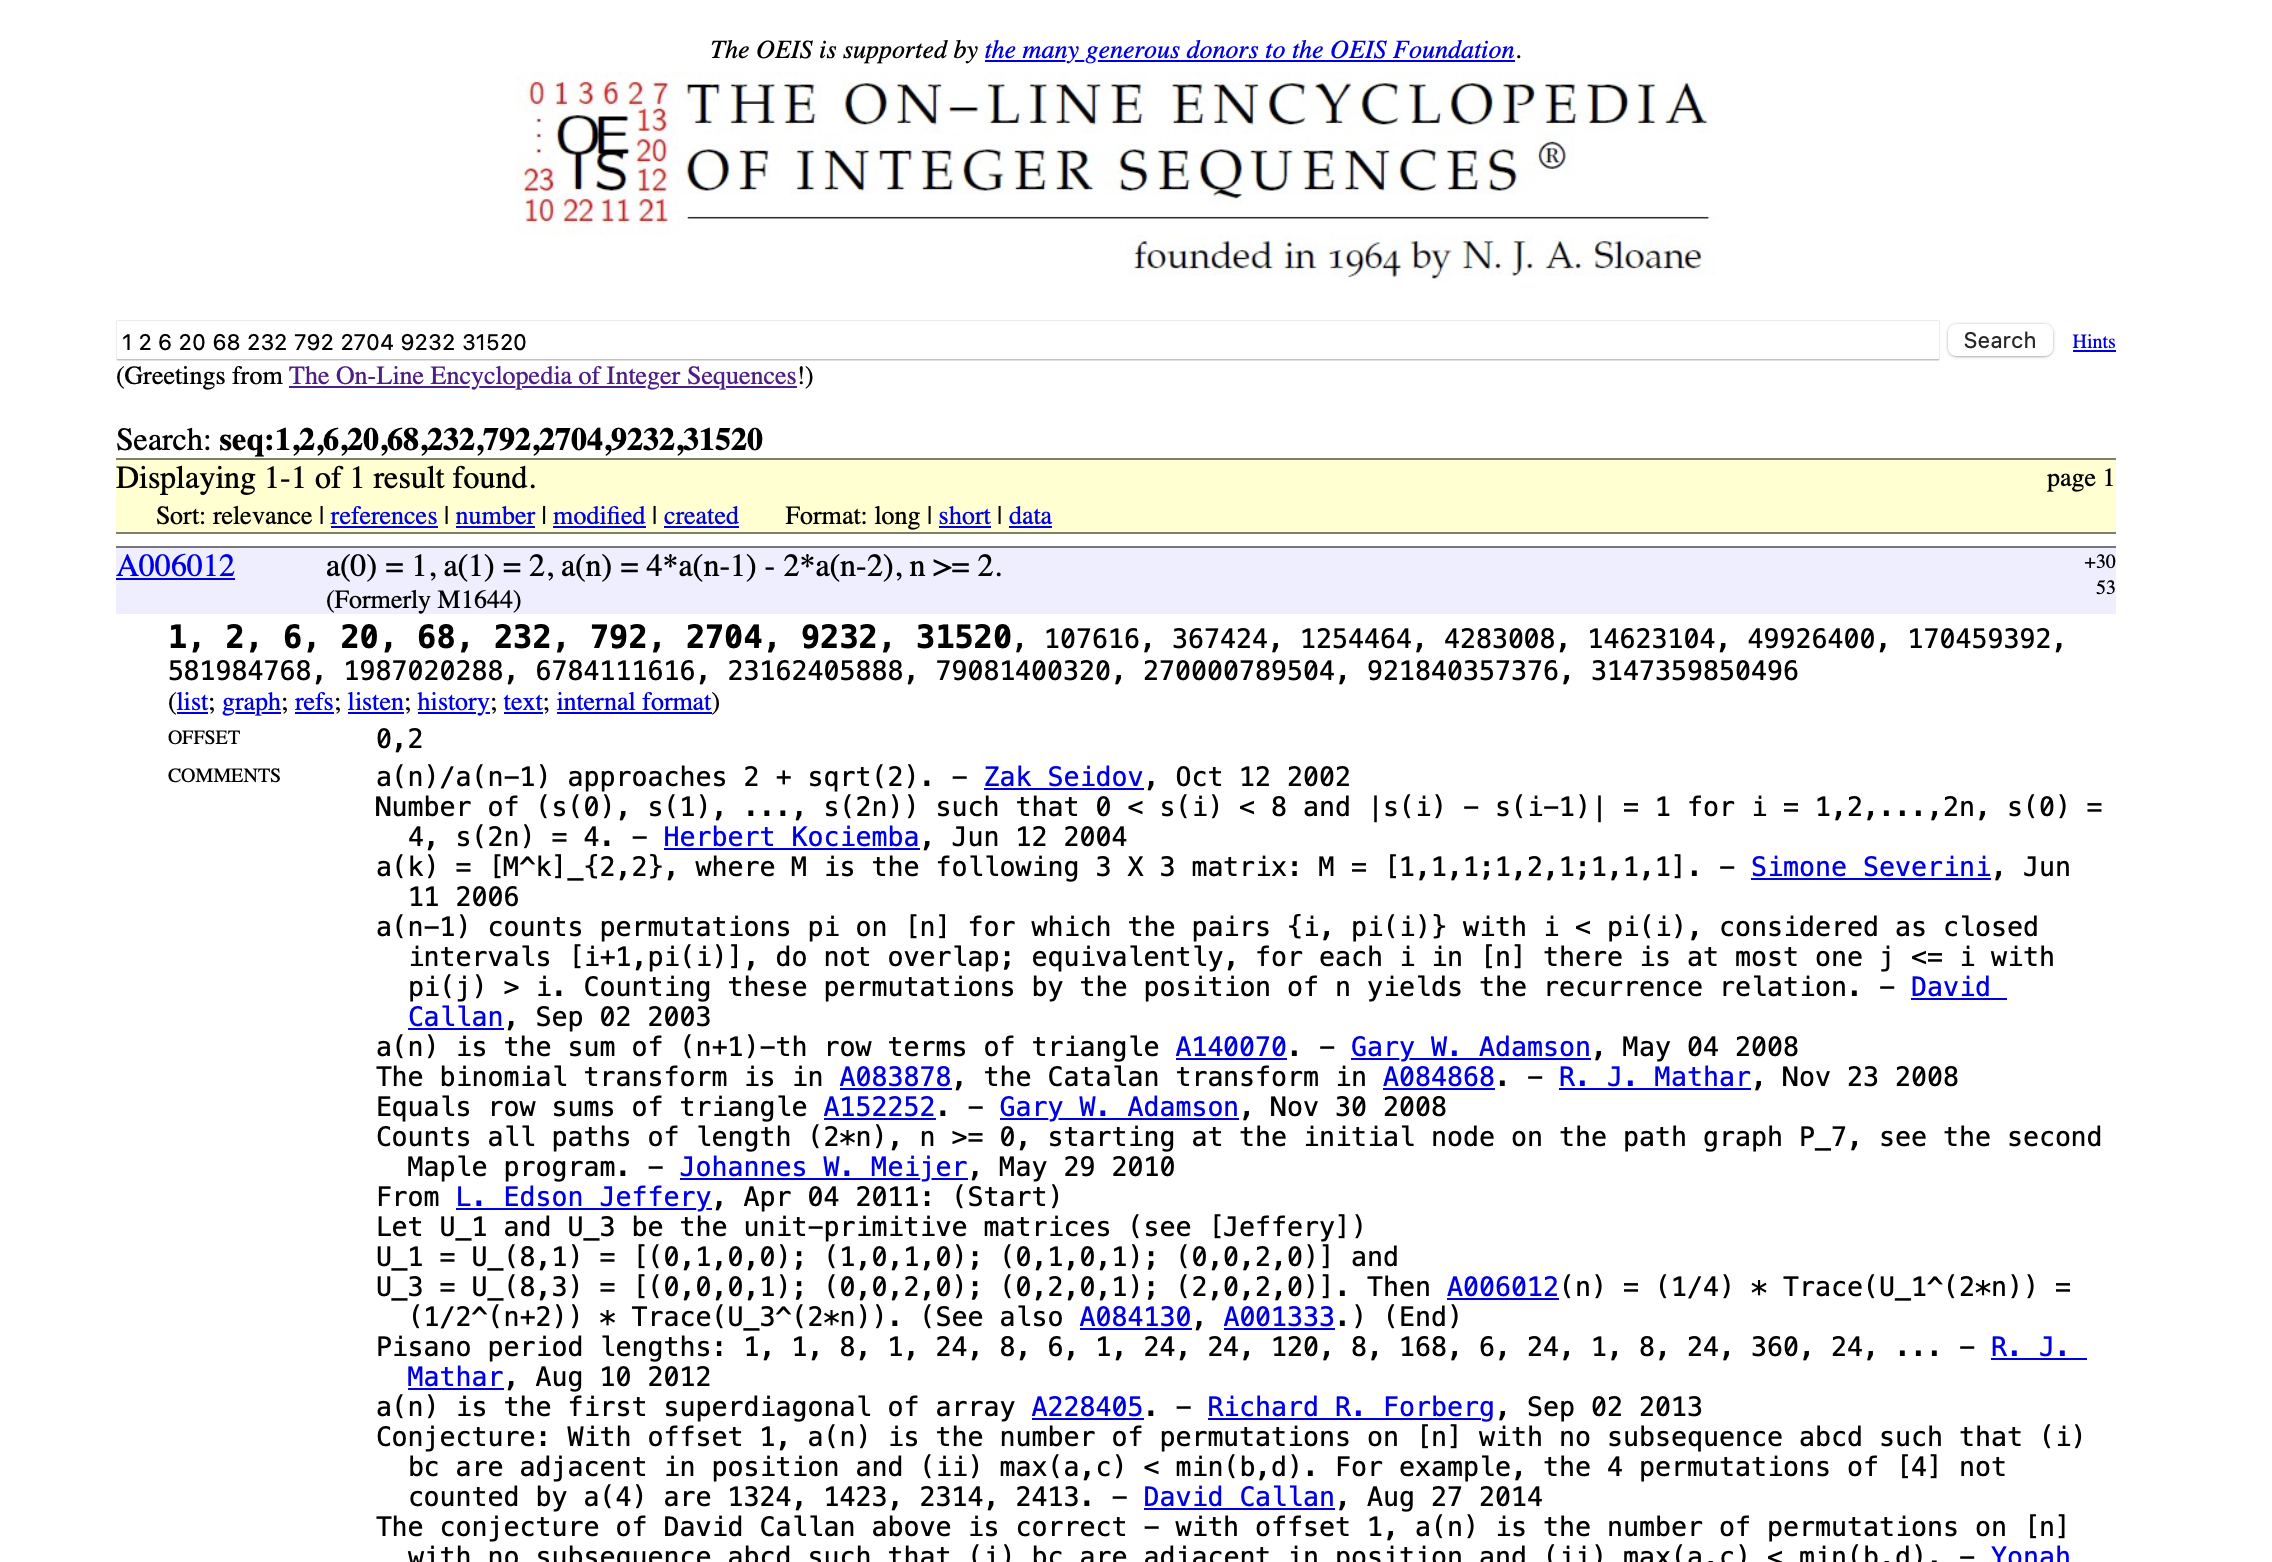 The OEIS is supported by the many generous donors to the OEIS Foundation.
0 1 3 6 2 7
: OE 13
: IS 20
23 12
10 22 11 21
THE ON-LINE ENCYCLOPEDIA
OF INTEGER SEQUENCES ®
founded in 1964 by N. J. A. Sloane
1 2 6 20 68 232 792 2704 9232 31520 Search Hints
(Greetings from The On-Line Encyclopedia of Integer Sequences!)
Search: seq:1,2,6,20,68,232,792,2704,9232,31520
Displaying 1-1 of 1 result found. page 1
Sort: relevance | references | number | modified | created Format: long | short | data
A006012 a(0) = 1, a(1) = 2, a(n) = 4*a(n-1) - 2*a(n-2), n >= 2. +30
(Formerly M1644) 53
1, 2, 6, 20, 68, 232, 792, 2704, 9232, 31520, 107616, 367424, 1254464, 4283008, 14623104, 49926400, 170459392,
581984768, 1987020288, 6784111616, 23162405888, 79081400320, 270000789504, 921840357376, 3147359850496
(list; graph; refs; listen; history; text; internal format)
OFFSET 0,2
COMMENTS a(n)/a(n-1) approaches 2 + sqrt(2). - Zak Seidov, Oct 12 2002
Number of (s(0), s(1), ..., s(2n)) such that 0 < s(i) < 8 and |s(i) - s(i-1)| = 1 for i = 1,2,...,2n, s(0) =
4, s(2n) = 4. - Herbert Kociemba, Jun 12 2004
a(k) = [M^k]_{2,2}, where M is the following 3 X 3 matrix: M = [1,1,1;1,2,1;1,1,1]. - Simone Severini, Jun
11 2006
a(n-1) counts permutations pi on [n] for which the pairs {i, pi(i)} with i < pi(i), considered as closed
intervals [i+1,pi(i)], do not overlap; equivalently, for each i in [n] there is at most one j <= i with
pi(j) > i. Counting these permutations by the position of n yields the recurrence relation. - David
Callan, Sep 02 2003
a(n) is the sum of (n+1)-th row terms of triangle A140070. - Gary W. Adamson, May 04 2008
The binomial transform is in A083878, the Catalan transform in A084868. - R. J. Mathar, Nov 23 2008
Equals row sums of triangle A152252. - Gary W. Adamson, Nov 30 2008
Counts all paths of length (2*n), n >= 0, starting at the initial node on the path graph P_7, see the second
Maple program. - Johannes W. Meijer, May 29 2010
From L. Edson Jeffery, Apr 04 2011: (Start)
Let U_1 and U_3 be the unit-primitive matrices (see [Jeffery])
U_1 = U_(8,1) = [(0,1,0,0); (1,0,1,0); (0,1,0,1); (0,0,2,0)] and
U_3 = U_(8,3) = [(0,0,0,1); (0,0,2,0); (0,2,0,1); (2,0,2,0)]. Then A006012(n) = (1/4) * Trace(U_1^(2*n)) =
(1/2^(n+2)) * Trace(U_3^(2*n)). (See also A084130, A001333.) (End)
Pisano period lengths: 1, 1, 8, 1, 24, 8, 6, 1, 24, 24, 120, 8, 168, 6, 24, 1, 8, 24, 360, 24, ... - R. J.
Mathar, Aug 10 2012
a(n) is the first superdiagonal of array A228405. - Richard R. Forberg, Sep 02 2013
Conjecture: With offset 1, a(n) is the number of permutations on [n] with no subsequence abcd such that (i)
bc are adjacent in position and (ii) max(a,c) < min(b,d). For example, the 4 permutations of [4] not
counted by a(4) are 1324, 1423, 2314, 2413. - David Callan, Aug 27 2014
The conjecture of David Callan above is correct - with offset 1, a(n) is the number of permutations on [n]
with no subsequence abcd such that (i) bc are adjacent in position and (ii) max(a,c) < min(b,d). - Yonah